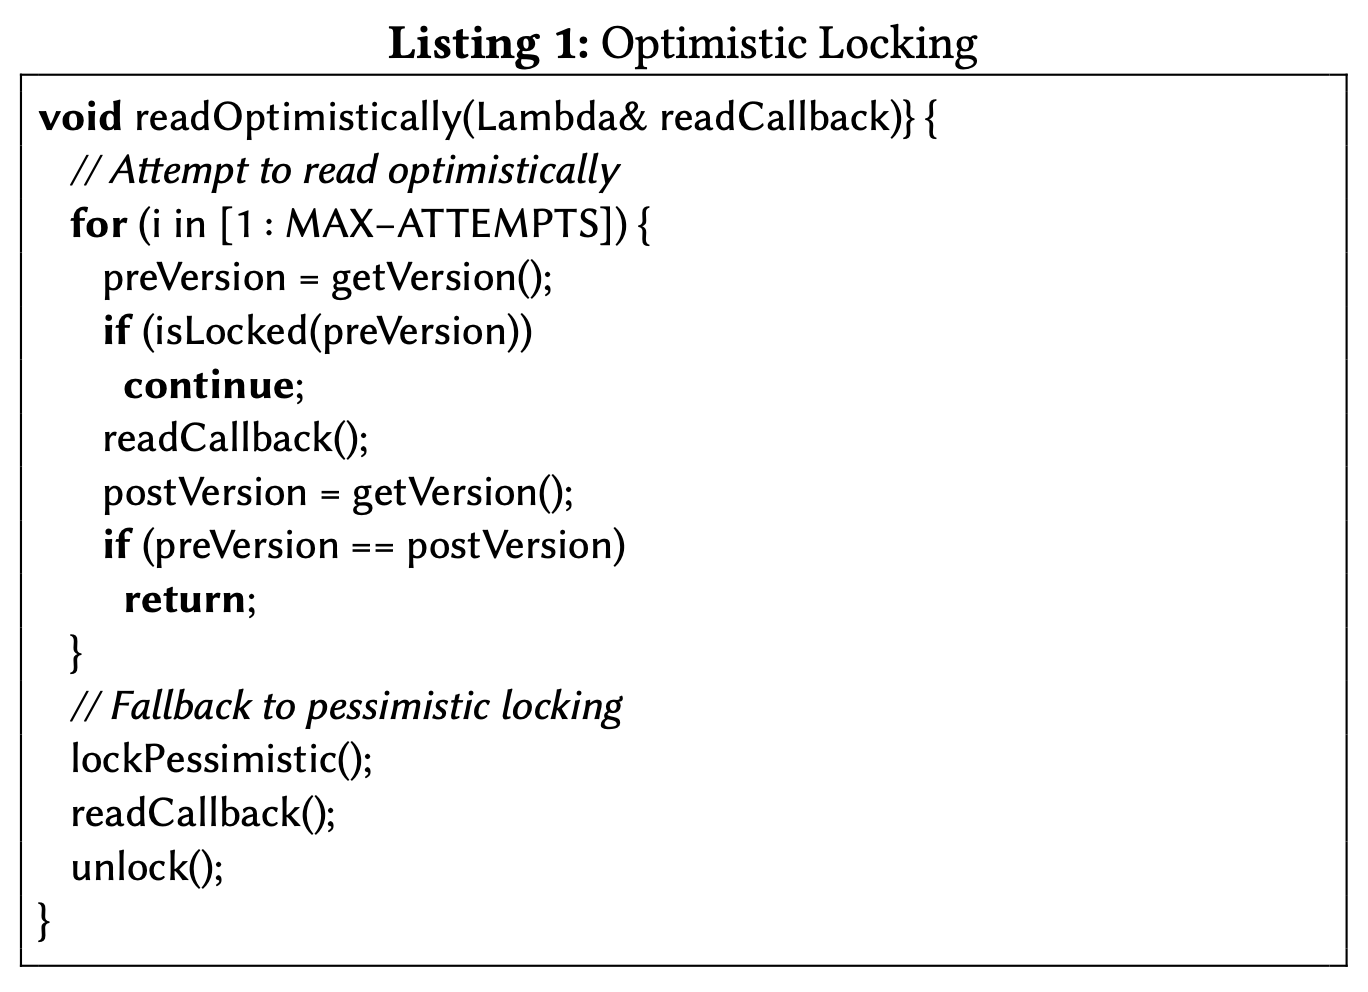 Listing 1: Optimistic Locking
void readOptimistically(Lambda& readCallback)} {
// Attempt to read optimistically
for (i in [1 : MAX−ATTEMPTS]) {
preVersion = getVersion();
if (isLocked(preVersion))
continue;
readCallback();
postVersion = getVersion();
if (preVersion == postVersion)
return;
}
// Fallback to pessimistic locking
lockPessimistic();
readCallback();
unlock();
}